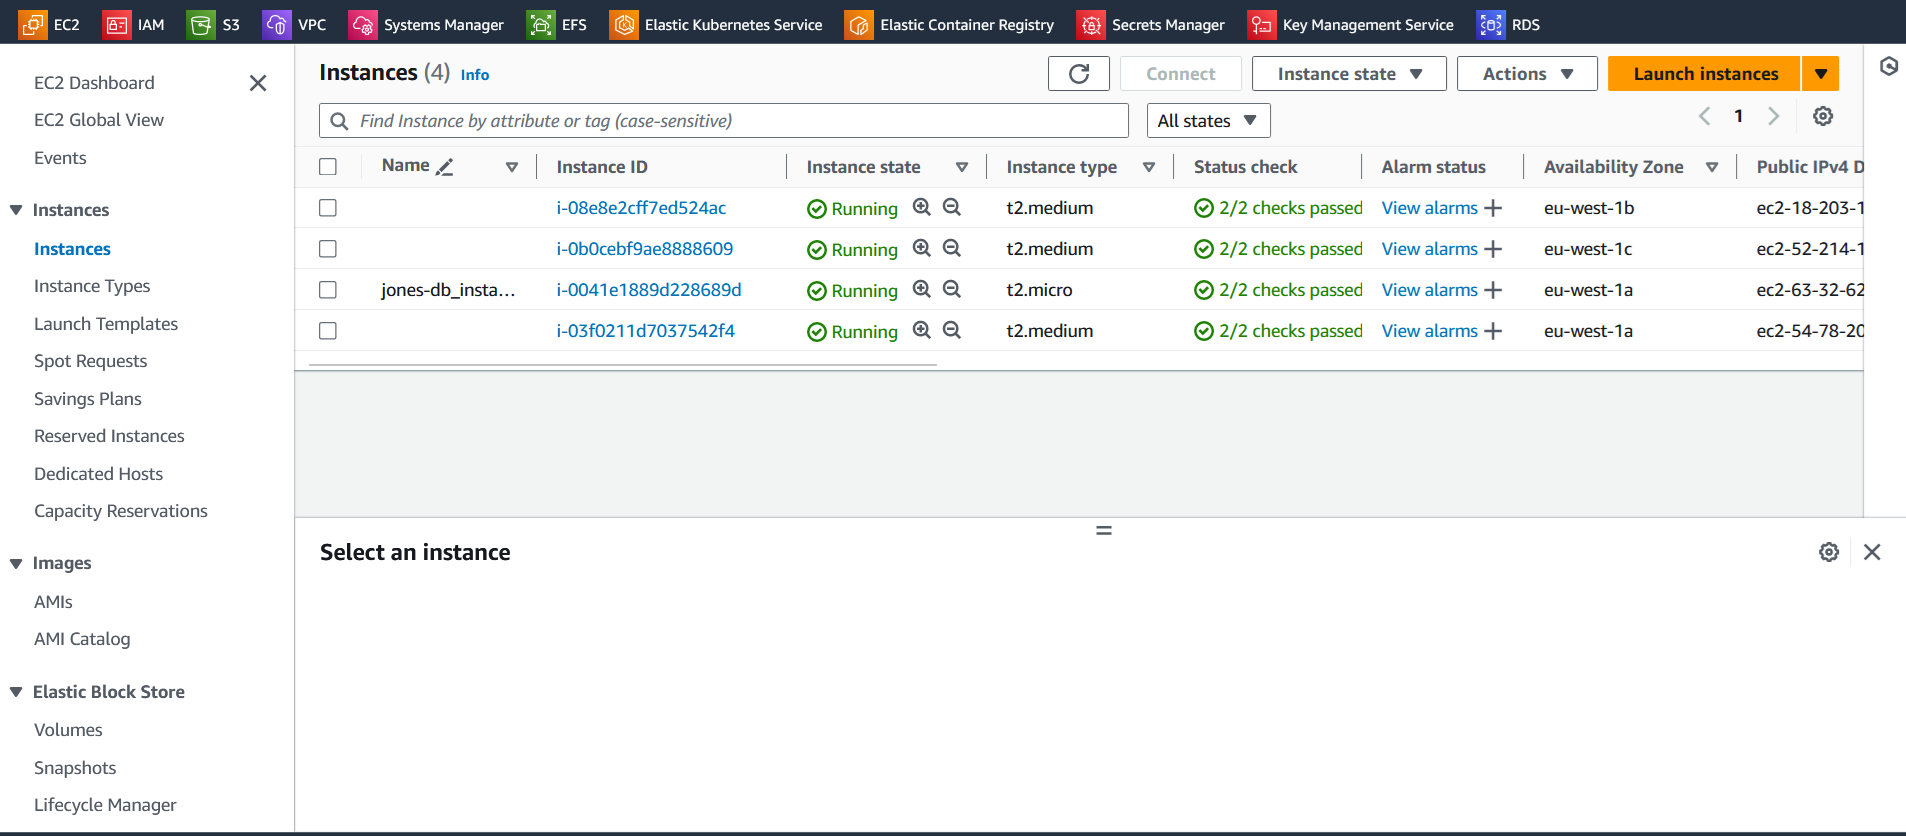 EC2 IAM S3 VPC Systems Manager EFS Elastic Kubernetes Service Elastic Container Registry Secrets Manager Key Management Service RDS
EC2 Dashboard
EC2 Global View
Events
Instances
Instances
Instance Types
Launch Templates
Spot Requests
Savings Plans
Reserved Instances
Dedicated Hosts
Capacity Reservations
Images
AMIs
AMI Catalog
Elastic Block Store
Volumes
Snapshots
Lifecycle Manager
Instances (4) Info
Connect Instance state Actions Launch instances
Find Instance by attribute or tag (case-sensitive) All states 1
Name Instance ID Instance state Instance type Status check Alarm status Availability Zone Public IPv4 D
i-08e8e2cff7ed524ac Running t2.medium 2/2 checks passed View alarms + eu-west-1b ec2-18-203-1
i-0b0cebf9ae8888609 Running t2.medium 2/2 checks passed View alarms + eu-west-1c ec2-52-214-1
jones-db_insta... i-0041e1889d228689d Running t2.micro 2/2 checks passed View alarms + eu-west-1a ec2-63-32-62
i-03f0211d7037542f4 Running t2.medium 2/2 checks passed View alarms + eu-west-1a ec2-54-78-20
Select an instance